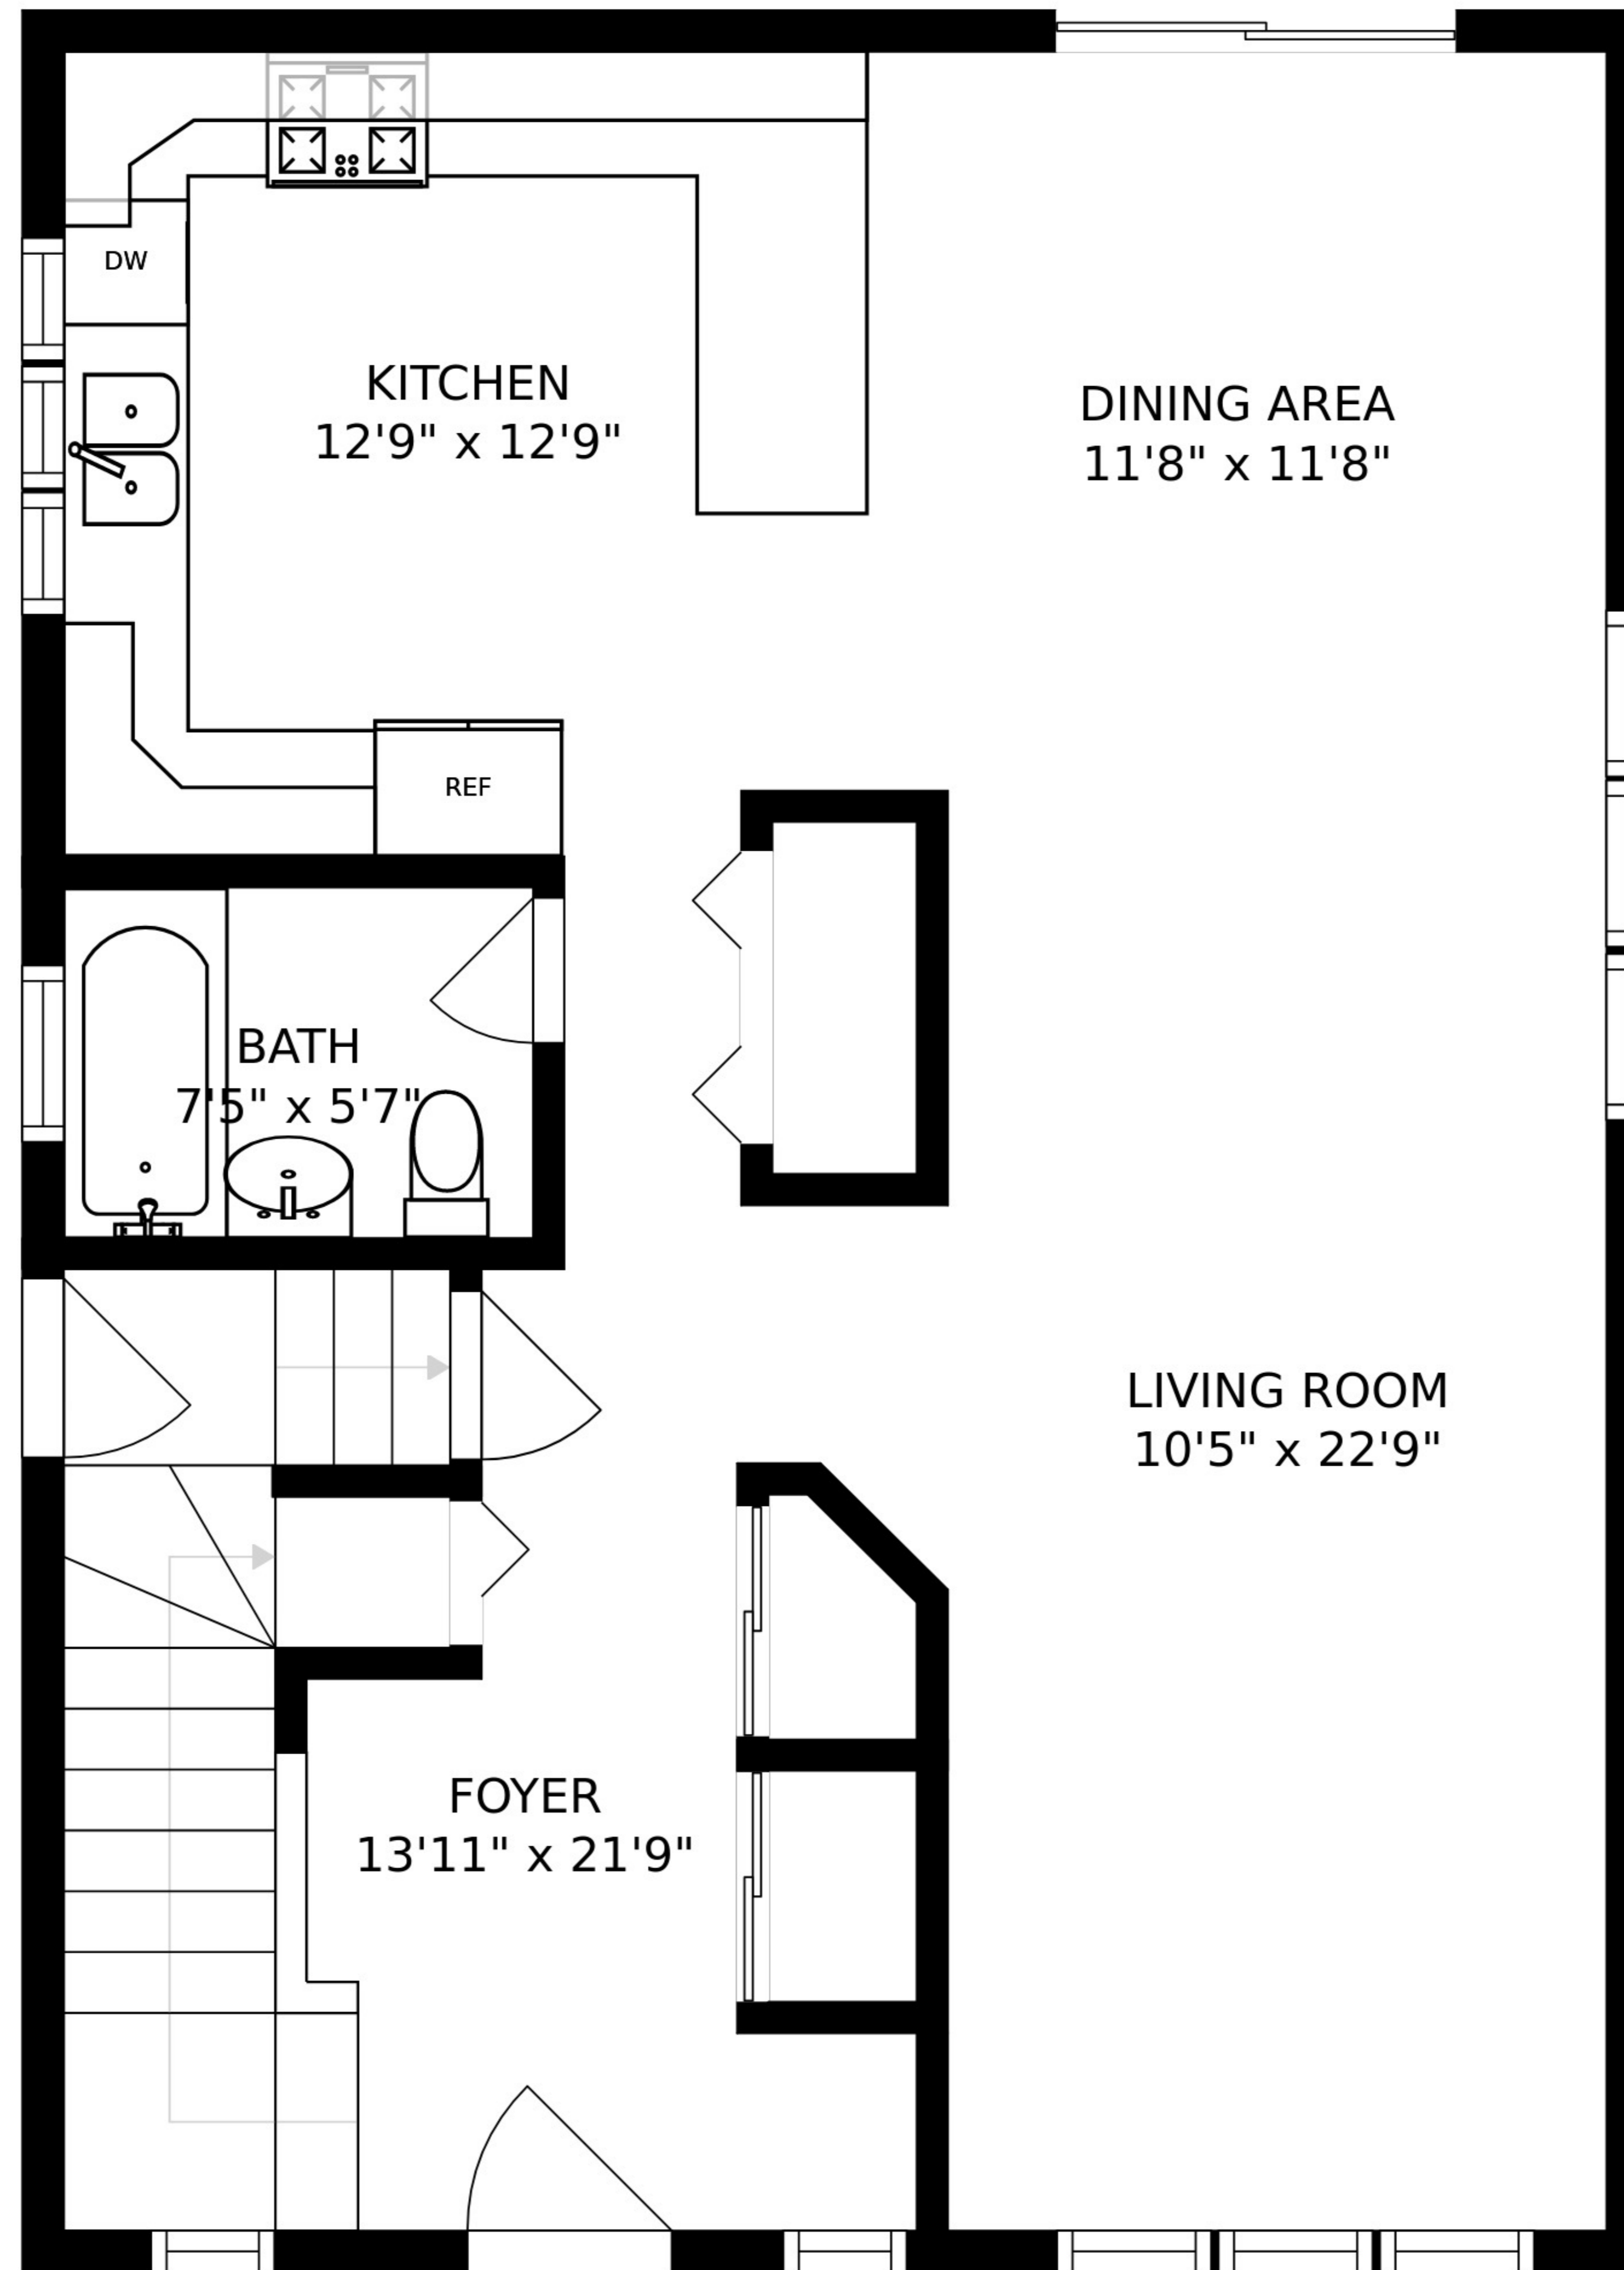 DW
KITCHEN
12'9" x 12'9"
DINING AREA
11'8" x 11'8"
REF
BATH
7'5" x 5'7"
LIVING ROOM
10'5" x 22'9"
FOYER
13'11" x 21'9"